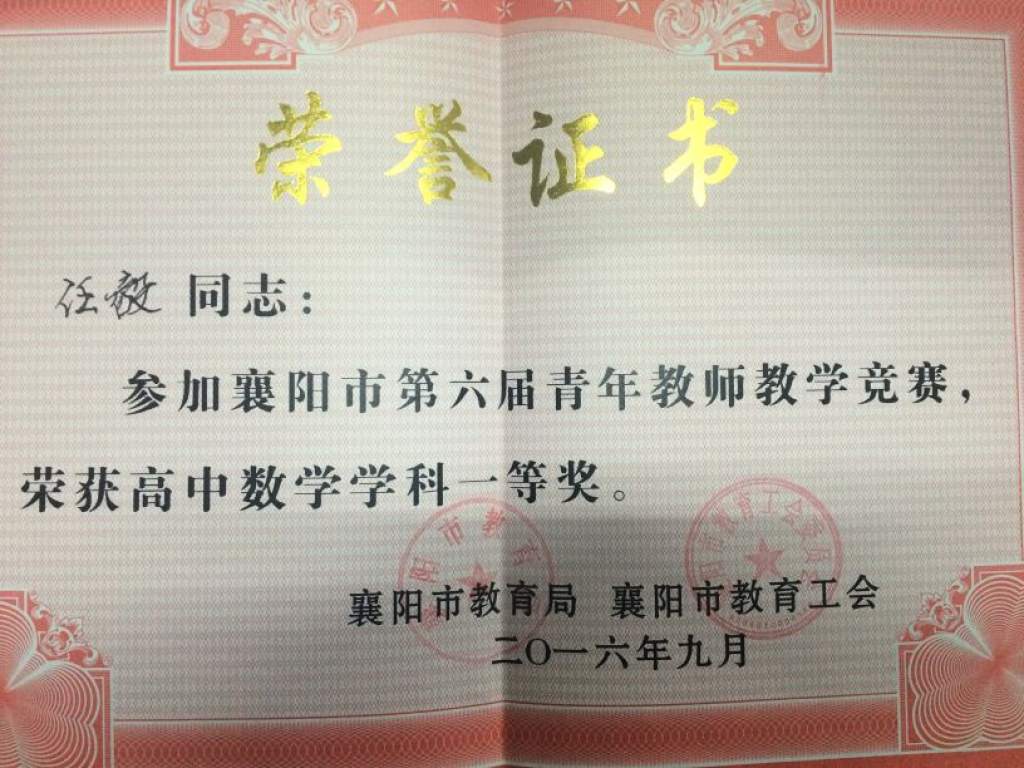 荣誉证书
任毅 同志：
参加襄阳市第六届青年教师教学竞赛，
荣获高中数学学科一等奖。
襄阳市教育局 襄阳市教育工会
二〇一六年九月